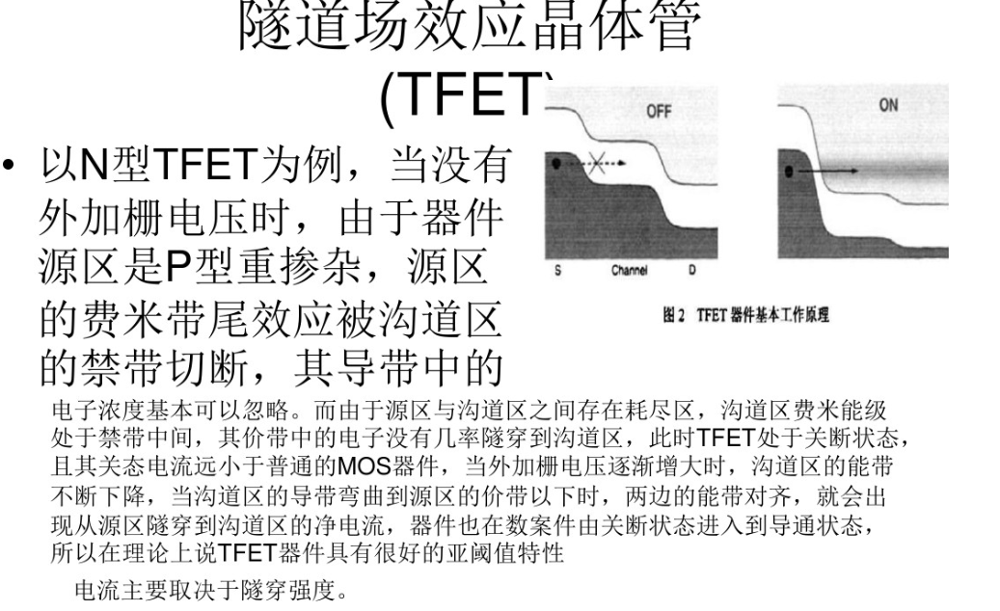 隧道场效应晶体管
(TFET)
OFF
ON
S
Channel
D
图2 TFET 器件基本工作原理
• 以N型TFET为例，当没有
外加栅电压时，由于器件
源区是P型重掺杂，源区
的费米带尾效应被沟道区
的禁带切断，其导带中的
电子浓度基本可以忽略。而由于源区与沟道区之间存在耗尽区，沟道区费米能级
处于禁带中间，其价带中的电子没有几率隧穿到沟道区，此时TFET处于关断状态，
且其关态电流远小于普通的MOS器件，当外加栅电压逐渐增大时，沟道区的能带
不断下降，当沟道区的导带弯曲到源区的价带以下时，两边的能带对齐，就会出
现从源区隧穿到沟道区的净电流，器件也在数案件由关断状态进入到导通状态，
所以在理论上说TFET器件具有很好的亚阈值特性
电流主要取决于隧穿强度。